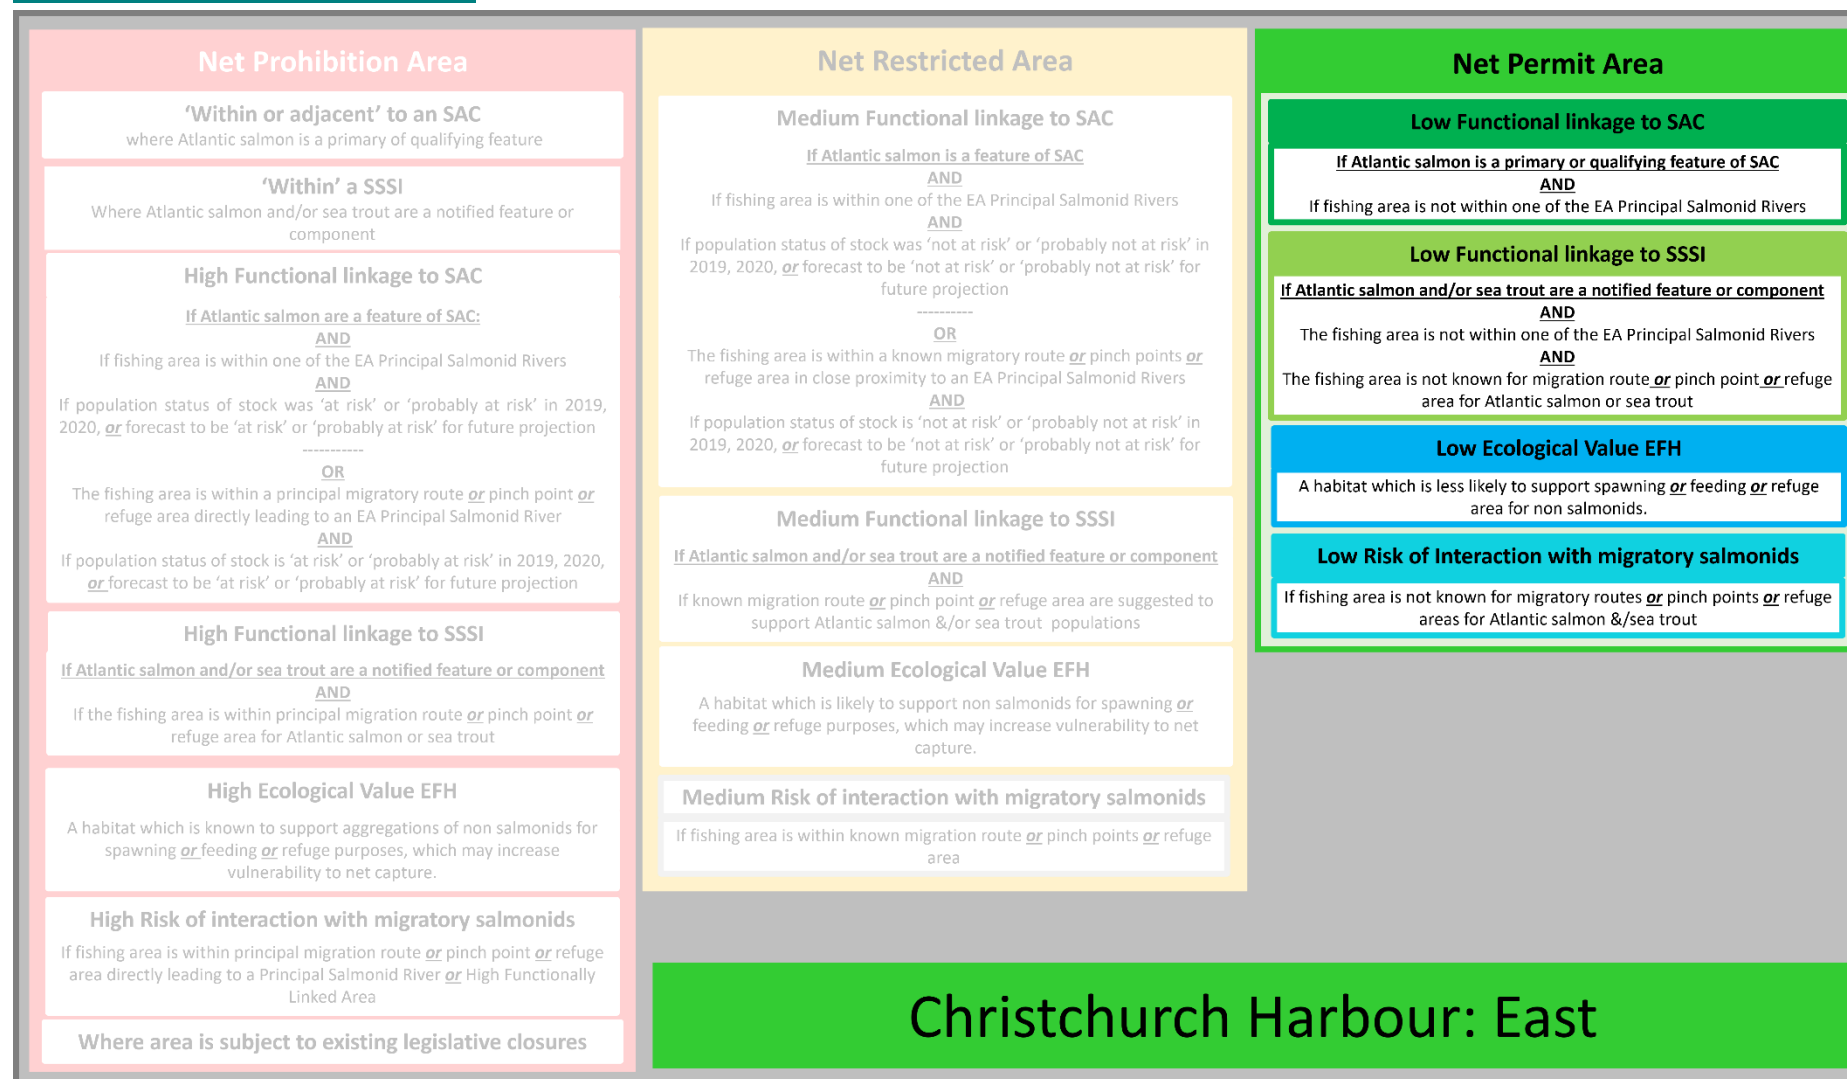 Net Prohibition Area
‘Within or adjacent’ to an SAC
where Atlantic salmon is a primary of qualifying feature
‘Within’ a SSSI
Where Atlantic salmon and/or sea trout are a notified feature or
component
High Functional linkage to SAC
If Atlantic salmon are a feature of SAC:
AND
If fishing area is within one of the EA Principal Salmonid Rivers
AND
If population status of stock was ‘at risk’ or ‘probably at risk’ in 2019,
2020, or forecast to be ‘at risk’ or ‘probably at risk’ for future projection
-----------
OR
The fishing area is within a principal migratory route or pinch point or
refuge area directly leading to an EA Principal Salmonid River
AND
If population status of stock is ‘at risk’ or ‘probably at risk’ in 2019, 2020,
or forecast to be ‘at risk’ or ‘probably at risk’ for future projection
High Functional linkage to SSSI
If Atlantic salmon and/or sea trout are a notified feature or component
AND
If the fishing area is within principal migration route or pinch point or
refuge area for Atlantic salmon or sea trout
High Ecological Value EFH
A habitat which is known to support aggregations of non salmonids for
spawning or feeding or refuge purposes, which may increase
vulnerability to net capture.
High Risk of interaction with migratory salmonids
If fishing area is within principal migration route or pinch point or refuge
area directly leading to a Principal Salmonid River or High Functionally
Linked Area
Where area is subject to existing legislative closures
Net Restricted Area
Medium Functional linkage to SAC
If Atlantic salmon is a feature of SAC
AND
If fishing area is within one of the EA Principal Salmonid Rivers
AND
If population status of stock was ‘not at risk’ or ‘probably not at risk’ in
2019, 2020, or forecast to be ‘not at risk’ or ‘probably not at risk’ for
future projection
----------
OR
The fishing area is within a known migratory route or pinch points or
refuge area in close proximity to an EA Principal Salmonid Rivers
AND
If population status of stock is ‘not at risk’ or ‘probably not at risk’ in
2019, 2020, or forecast to be ‘not at risk’ or ‘probably not at risk’ for
future projection
Medium Functional linkage to SSSI
If Atlantic salmon and/or sea trout are a notified feature or component
AND
If known migration route or pinch point or refuge area are suggested to
support Atlantic salmon &/or sea trout populations
Medium Ecological Value EFH
A habitat which is likely to support non salmonids for spawning or
feeding or refuge purposes, which may increase vulnerability to net
capture.
Medium Risk of interaction with migratory salmonids
If fishing area is within known migration route or pinch points or refuge
area
Net Permit Area
Low Functional linkage to SAC
If Atlantic salmon is a primary or qualifying feature of SAC
AND
If fishing area is not within one of the EA Principal Salmonid Rivers
Low Functional linkage to SSSI
If Atlantic salmon and/or sea trout are a notified feature or component
AND
The fishing area is not within one of the EA Principal Salmonid Rivers
AND
The fishing area is not known for migration route or pinch point or refuge
area for Atlantic salmon or sea trout
Low Ecological Value EFH
A habitat which is less likely to support spawning or feeding or refuge
area for non salmonids.
Low Risk of Interaction with migratory salmonids
If fishing area is not known for migratory routes or pinch points or refuge
areas for Atlantic salmon &/sea trout
Christchurch Harbour: East